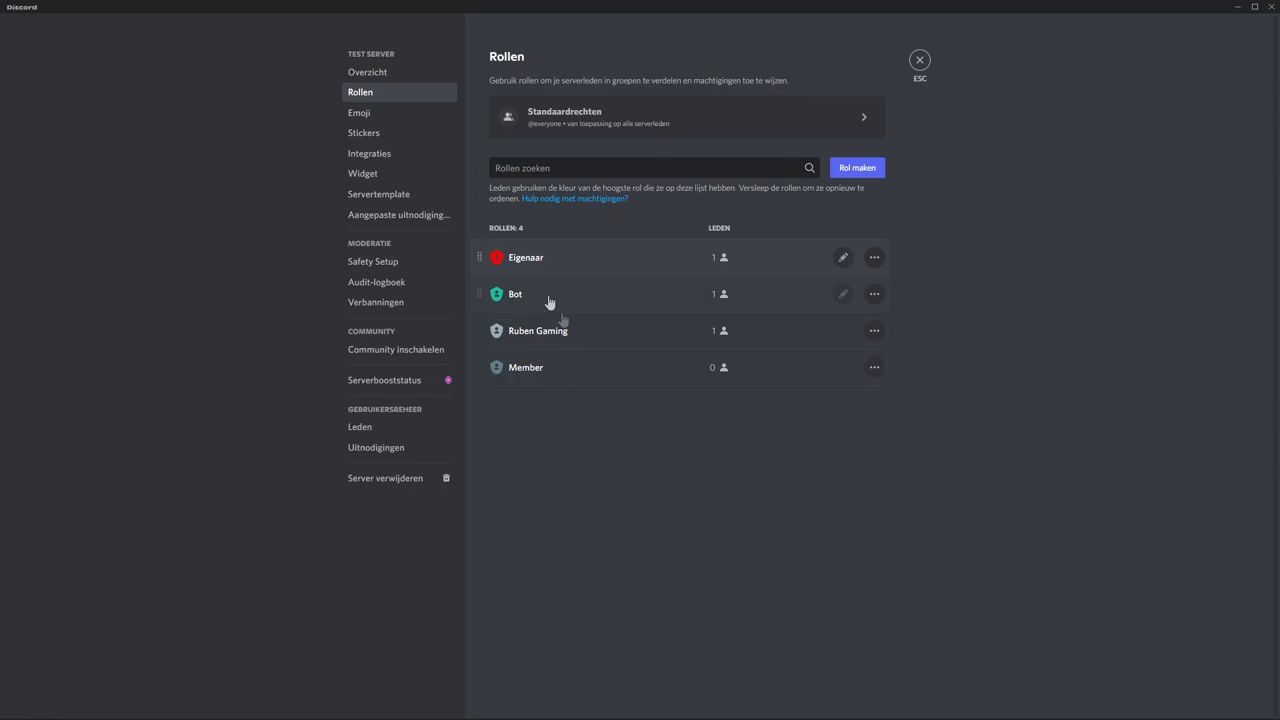 Discord
TEST SERVER
Overzicht
Rollen
Emoji
Stickers
Integraties
Widget
Servertemplate
Aangepaste uitnodiging...
MODERATIE
Safety Setup
Audit-logboek
Verbanningen
COMMUNITY
Community inschakelen
Serverbooststatus
GEBRUIKERSBEHEER
Leden
Uitnodigingen
Server verwijderen
Rollen
Gebruik rollen om je serverleden in groepen te verdelen en machtigingen toe te wijzen.
Standaardrechten
@everyone • van toepassing op alle serverleden
Rollen zoeken
Rol maken
Leden gebruiken de kleur van de hoogste rol die ze op deze lijst hebben. Versleep de rollen om ze opnieuw te
ordenen. Hulp nodig met machtigingen?
ROLLEN: 4 LEDEN
Eigenaar 1
Bot 1
Ruben Gaming 1
Member 0
ESC